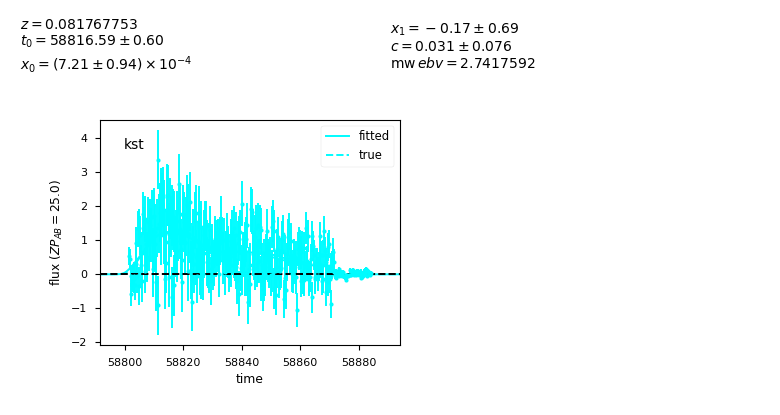 z = 0.081767753
t₀ = 58816.59 ± 0.60
x₀ = (7.21 ± 0.94) × 10⁻⁴
x₁ = −0.17 ± 0.69
c = 0.031 ± 0.076
mw ebv = 2.7417592
kst
fitted
true
flux (ZP_AB = 25.0)
4
3
2
1
0
−1
−2
58800 58820 58840 58860 58880
time